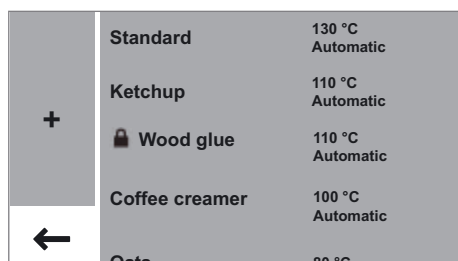 Standard 130 °C
Automatic
Ketchup 110 °C
Automatic
+
Wood glue 110 °C
Automatic
Coffee creamer 100 °C
Automatic